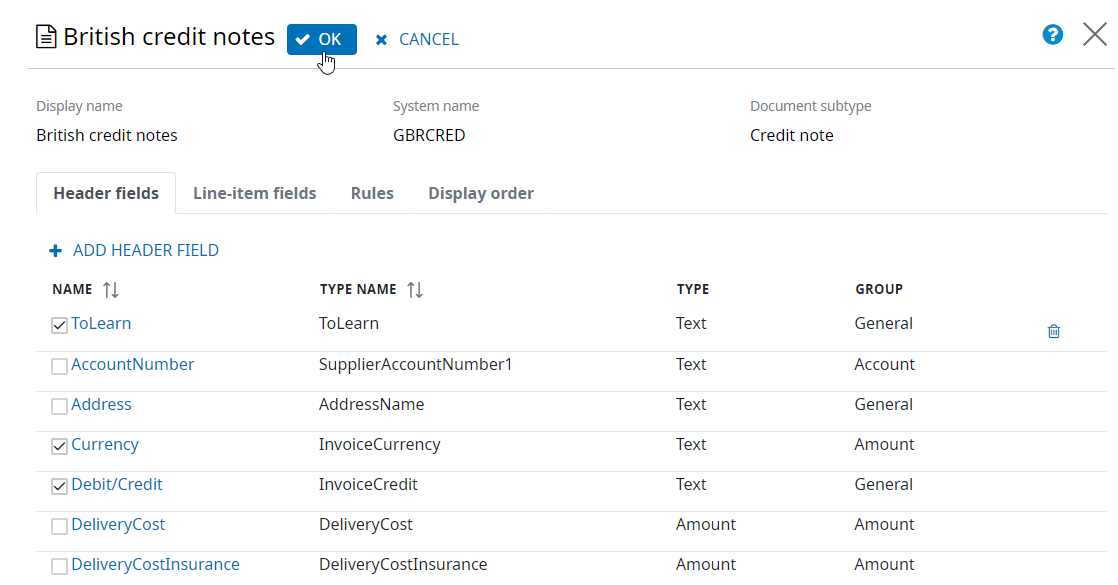 British credit notes OK CANCEL ?
Display name System name Document subtype
British credit notes GBRCRED Credit note
Header fields Line-item fields Rules Display order
ADD HEADER FIELD
NAME TYPE NAME TYPE GROUP
ToLearn ToLearn Text General
AccountNumber SupplierAccountNumber1 Text Account
Address AddressName Text General
Currency InvoiceCurrency Text Amount
Debit/Credit InvoiceCredit Text General
DeliveryCost DeliveryCost Amount Amount
DeliveryCostInsurance DeliveryCostInsurance Amount Amount